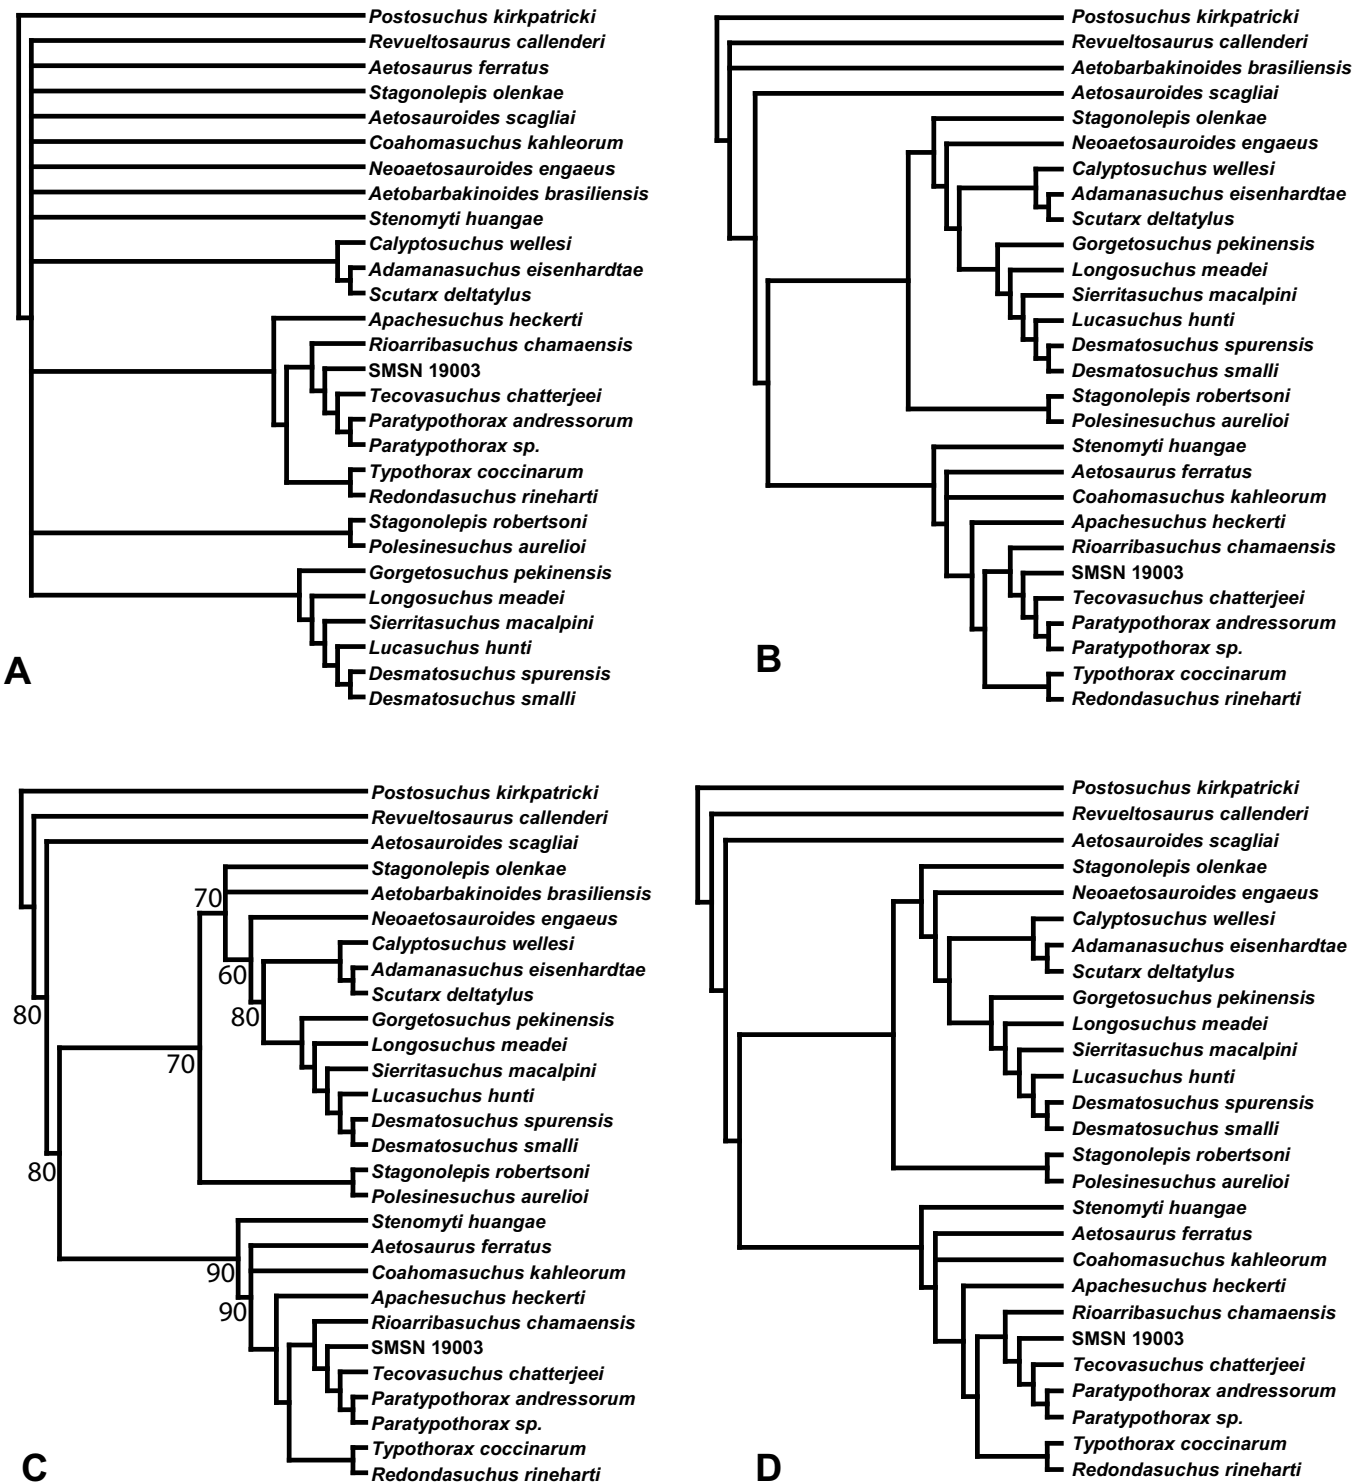 Postosuchus kirkpatricki
Revueltosaurus callenderi
Aetosaurus ferratus
Stagonolepis olenkae
Aetosauroides scagliai
Coahomasuchus kahleorum
Neoaetosauroides engaeus
Aetobarbakinoides brasiliensis
Stenomyti huangae
Calyptosuchus wellesi
Adamanasuchus eisenhardtae
Scutarx deltatylus
Apachesuchus heckerti
Rioarribasuchus chamaensis
SMSN 19003
Tecovasuchus chatterjeei
Paratypothorax andressorum
Paratypothorax sp.
Typothorax coccinarum
Redondasuchus rineharti
Stagonolepis robertsoni
Polesinesuchus aurelioi
Gorgetosuchus pekinensis
Longosuchus meadei
Sierritasuchus macalpini
Lucasuchus hunti
Desmatosuchus spurensis
Desmatosuchus smalli
A
Postosuchus kirkpatricki
Revueltosaurus callenderi
Aetobarbakinoides brasiliensis
Aetosauroides scagliai
Stagonolepis olenkae
Neoaetosauroides engaeus
Calyptosuchus wellesi
Adamanasuchus eisenhardtae
Scutarx deltatylus
Gorgetosuchus pekinensis
Longosuchus meadei
Sierritasuchus macalpini
Lucasuchus hunti
Desmatosuchus spurensis
Desmatosuchus smalli
Stagonolepis robertsoni
Polesinesuchus aurelioi
Stenomyti huangae
Aetosaurus ferratus
Coahomasuchus kahleorum
Apachesuchus heckerti
Rioarribasuchus chamaensis
SMSN 19003
Tecovasuchus chatterjeei
Paratypothorax andressorum
Paratypothorax sp.
Typothorax coccinarum
Redondasuchus rineharti
B
Postosuchus kirkpatricki
Revueltosaurus callenderi
Aetosauroides scagliai
Stagonolepis olenkae
70
Aetobarbakinoides brasiliensis
Neoaetosauroides engaeus
Calyptosuchus wellesi
Adamanasuchus eisenhardtae
60
Scutarx deltatylus
80
80
Gorgetosuchus pekinensis
Longosuchus meadei
70
Sierritasuchus macalpini
Lucasuchus hunti
Desmatosuchus spurensis
Desmatosuchus smalli
80
Stagonolepis robertsoni
Polesinesuchus aurelioi
Stenomyti huangae
Aetosaurus ferratus
90
Coahomasuchus kahleorum
Apachesuchus heckerti
90
Rioarribasuchus chamaensis
SMSN 19003
Tecovasuchus chatterjeei
Paratypothorax andressorum
Paratypothorax sp.
Typothorax coccinarum
Redondasuchus rineharti
C
Postosuchus kirkpatricki
Revueltosaurus callenderi
Aetosauroides scagliai
Stagonolepis olenkae
Neoaetosauroides engaeus
Calyptosuchus wellesi
Adamanasuchus eisenhardtae
Scutarx deltatylus
Gorgetosuchus pekinensis
Longosuchus meadei
Sierritasuchus macalpini
Lucasuchus hunti
Desmatosuchus spurensis
Desmatosuchus smalli
Stagonolepis robertsoni
Polesinesuchus aurelioi
Stenomyti huangae
Aetosaurus ferratus
Coahomasuchus kahleorum
Apachesuchus heckerti
Rioarribasuchus chamaensis
SMSN 19003
Tecovasuchus chatterjeei
Paratypothorax andressorum
Paratypothorax sp.
Typothorax coccinarum
Redondasuchus rineharti
D